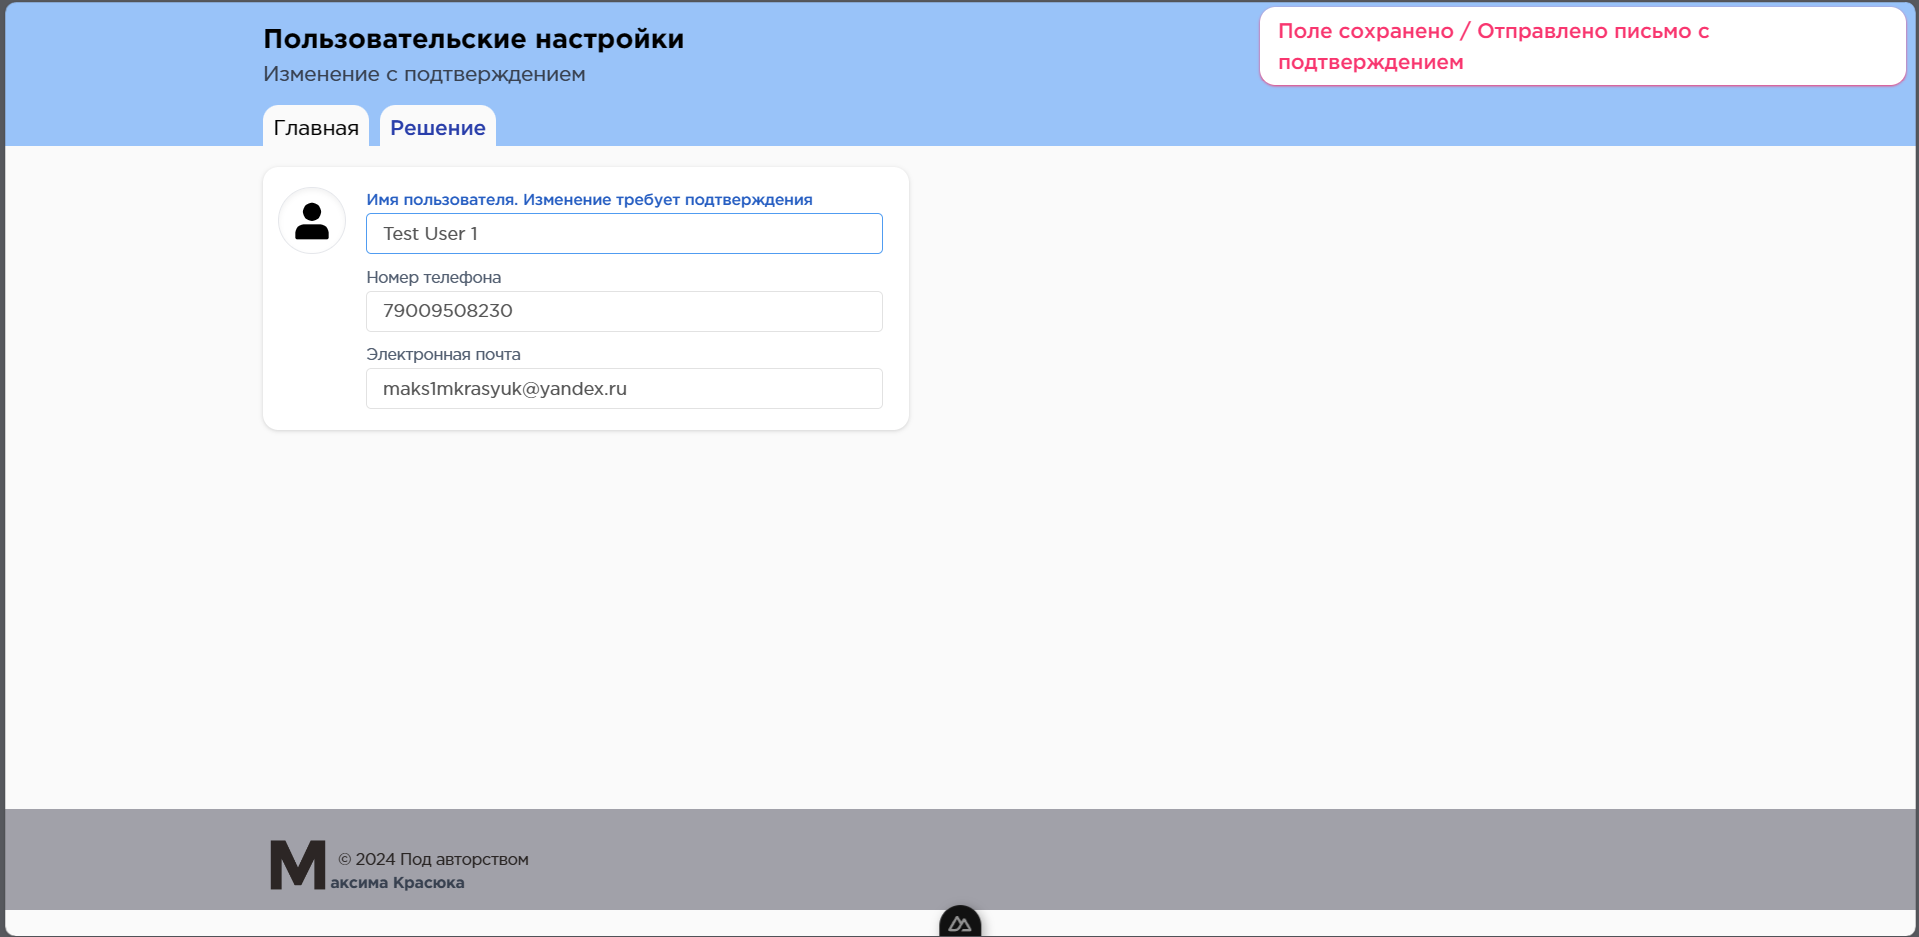 Пользовательские настройки
Изменение с подтверждением
Поле сохранено / Отправлено письмо с
подтверждением
Главная
Решение
Имя пользователя. Изменение требует подтверждения
Test User 1
Номер телефона
79009508230
Электронная почта
maks1mkrasyuk@yandex.ru
© 2024 Под авторством
Максима Красюка